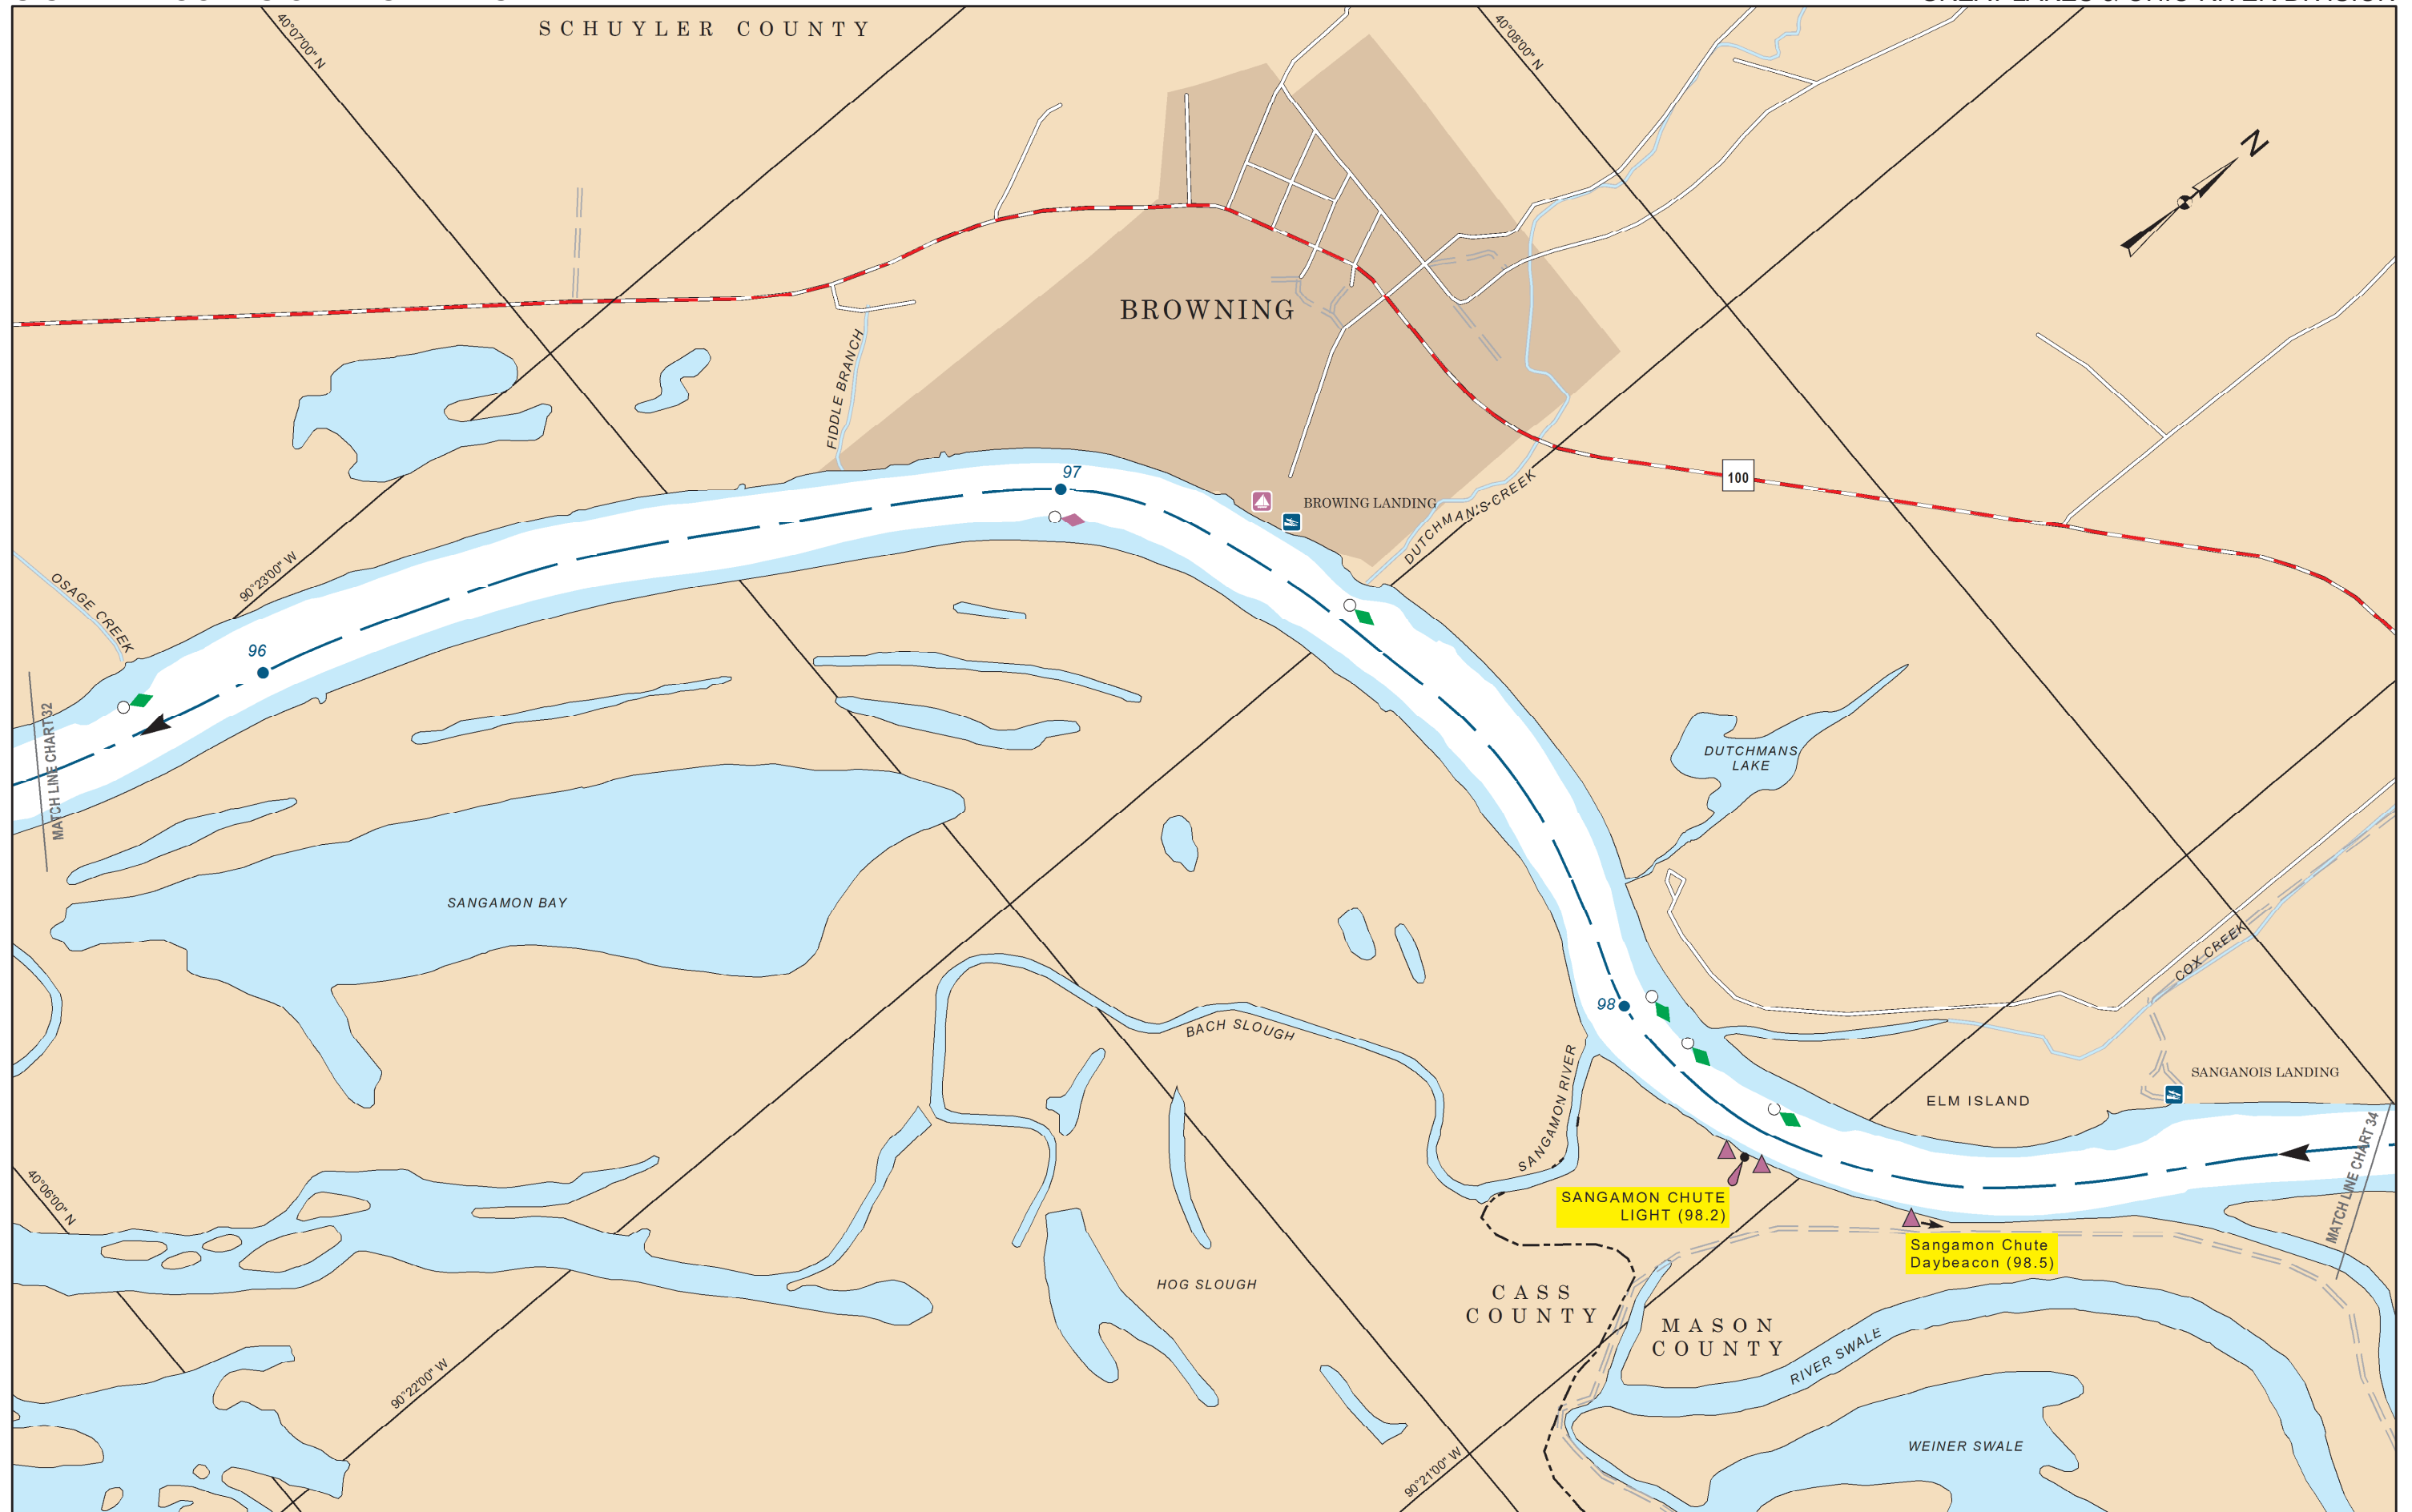 SCHUYLER COUNTY
40°07'00" N
40°08'00" N
N
BROWNING
FIDDLE BRANCH
97
BROWING LANDING
100
DUTCHMAN'S CREEK
OSAGE CREEK
90°23'00" W
96
MATCH LINE CHART 32
DUTCHMANS
LAKE
SANGAMON BAY
COX CREEK
98
BACH SLOUGH
SANGAMON RIVER
SANGANOIS LANDING
ELM ISLAND
MATCH LINE CHART 34
40°06'00" N
SANGAMON CHUTE
LIGHT (98.2)
Sangamon Chute
Daybeacon (98.5)
HOG SLOUGH
CASS
COUNTY
MASON
COUNTY
RIVER SWALE
90°22'00" W
90°21'00" W
WEINER SWALE